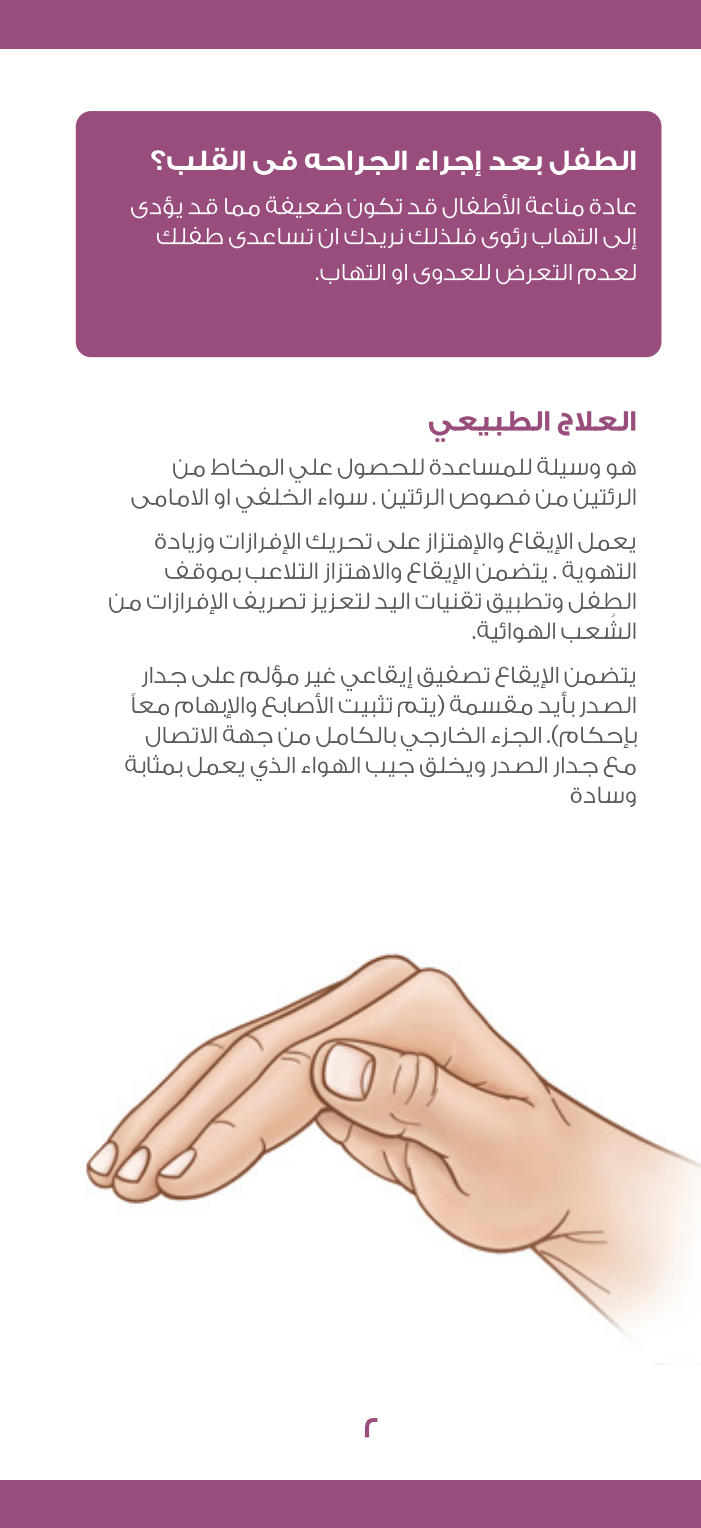 الطفل بعد إجراء الجراحه فى القلب؟
عادة مناعة الأطفال قد تكون ضعيفة مما قد يؤدى
إلى التهاب رئوى فلذلك نريدك ان تساعدى طفلك
لعدم التعرض للعدوى او التهاب.
العلاج الطبيعي
هو وسيلة للمساعدة للحصول علي المخاط من
الرئتين من فصوص الرئتين . سواء الخلفي او الامامى
يعمل الإيقاع والإهتزاز على تحريك الإفرازات وزيادة
التهوية . يتضمن الإيقاع والاهتزاز التلاعب بموقف
الطفل وتطبيق تقنيات اليد لتعزيز تصريف الإفرازات من
الشُعب الهوائية.
يتضمن الإيقاع تصفيق إيقاعي غير مؤلم على جدار
الصدر بأيد مقسمة (يتم تثبيت الأصابع والإبهام معاً
بإحكام). الجزء الخارجي بالكامل من جهة الاتصال
مع جدار الصدر ويخلق جيب الهواء الذي يعمل بمثابة
وسادة
٢